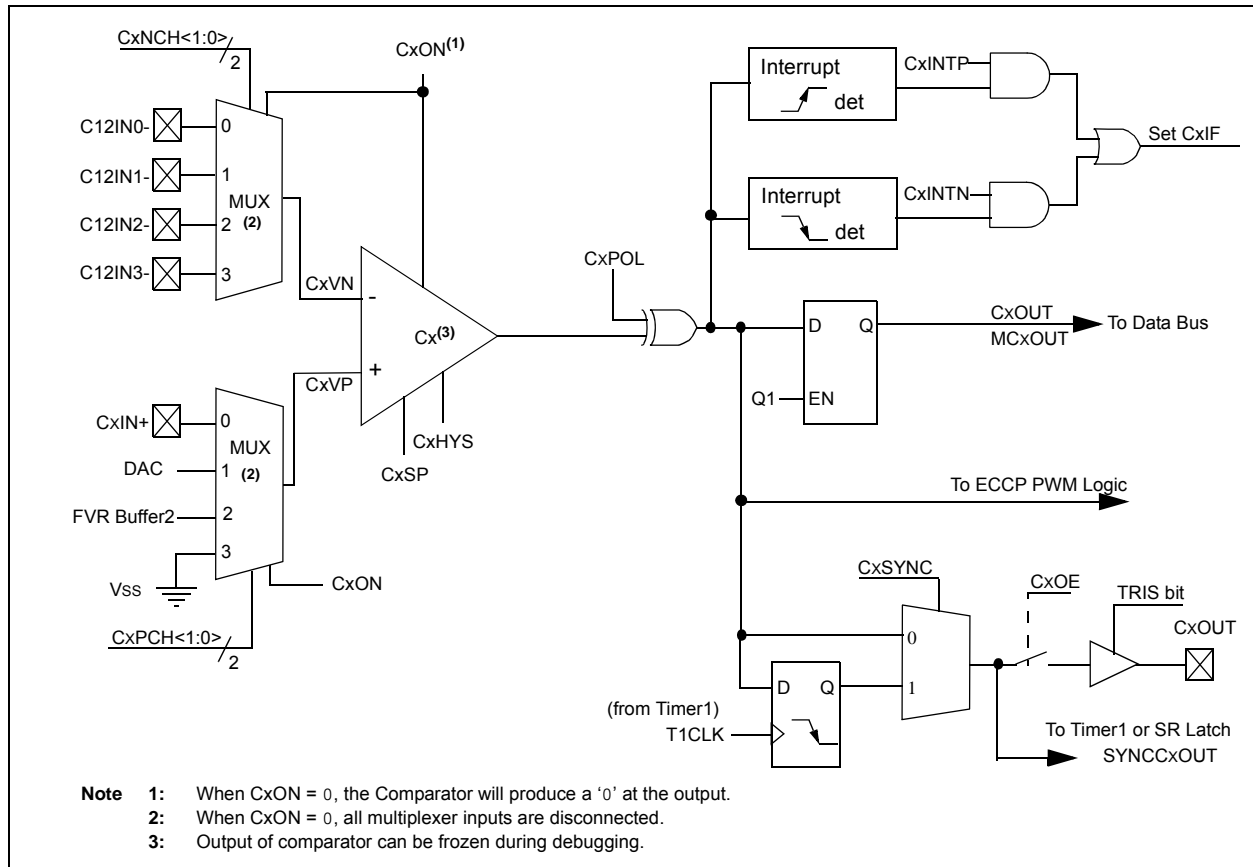 CxNCH<1:0>
2
CxON(1)
C12IN0-
C12IN1-
C12IN2-
C12IN3-
0
1
2
3
MUX
(2)
CxVN
-
Cx(3)
+
CxVP
CxHYS
CxSP
CxIN+
DAC
FVR Buffer2
VSS
0
1
2
3
MUX
(2)
CxON
CxPCH<1:0>
2
CxPOL
Interrupt
det
CxINTP
Interrupt
det
CxINTN
Set CxIF
D
Q
Q1
EN
CxOUT
MCxOUT
To Data Bus
To ECCP PWM Logic
CxSYNC
0
1
D
Q
(from Timer1)
T1CLK
CxOE
TRIS bit
CxOUT
To Timer1 or SR Latch
SYNCCxOUT
Note 1: When CxON = 0, the Comparator will produce a ‘0’ at the output.
2: When CxON = 0, all multiplexer inputs are disconnected.
3: Output of comparator can be frozen during debugging.